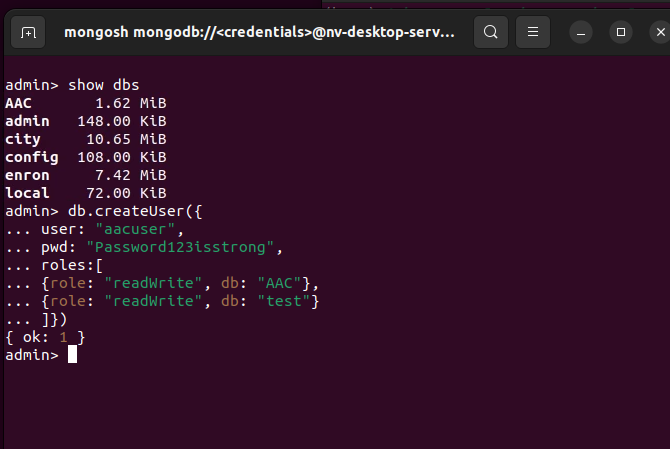 mongosh mongodb://<credentials>@nv-desktop-serv...
admin> show dbs
AAC       1.62 MiB
admin   148.00 KiB
city     10.65 MiB
config  108.00 KiB
enron     7.42 MiB
local    72.00 KiB
admin> db.createUser({
... user: "aacuser",
... pwd: "Password123isstrong",
... roles:[
... {role: "readWrite", db: "AAC"},
... {role: "readWrite", db: "test"}
... ]})
{ ok: 1 }
admin>